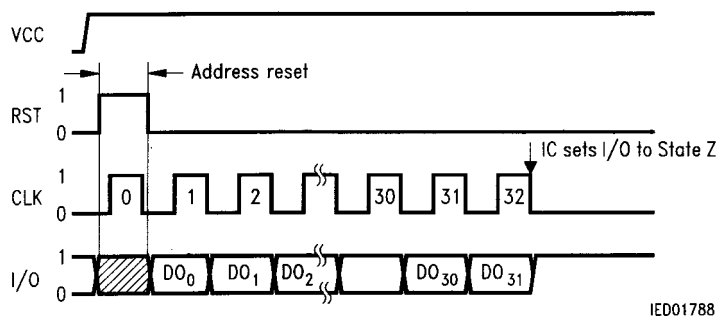 VCC
Address reset
RST
1
0
IC sets I/O to State Z
CLK
1
0
0 1 2 30 31 32
I/O
1
0
DO0 DO1 DO2 DO30 DO31
IED01788